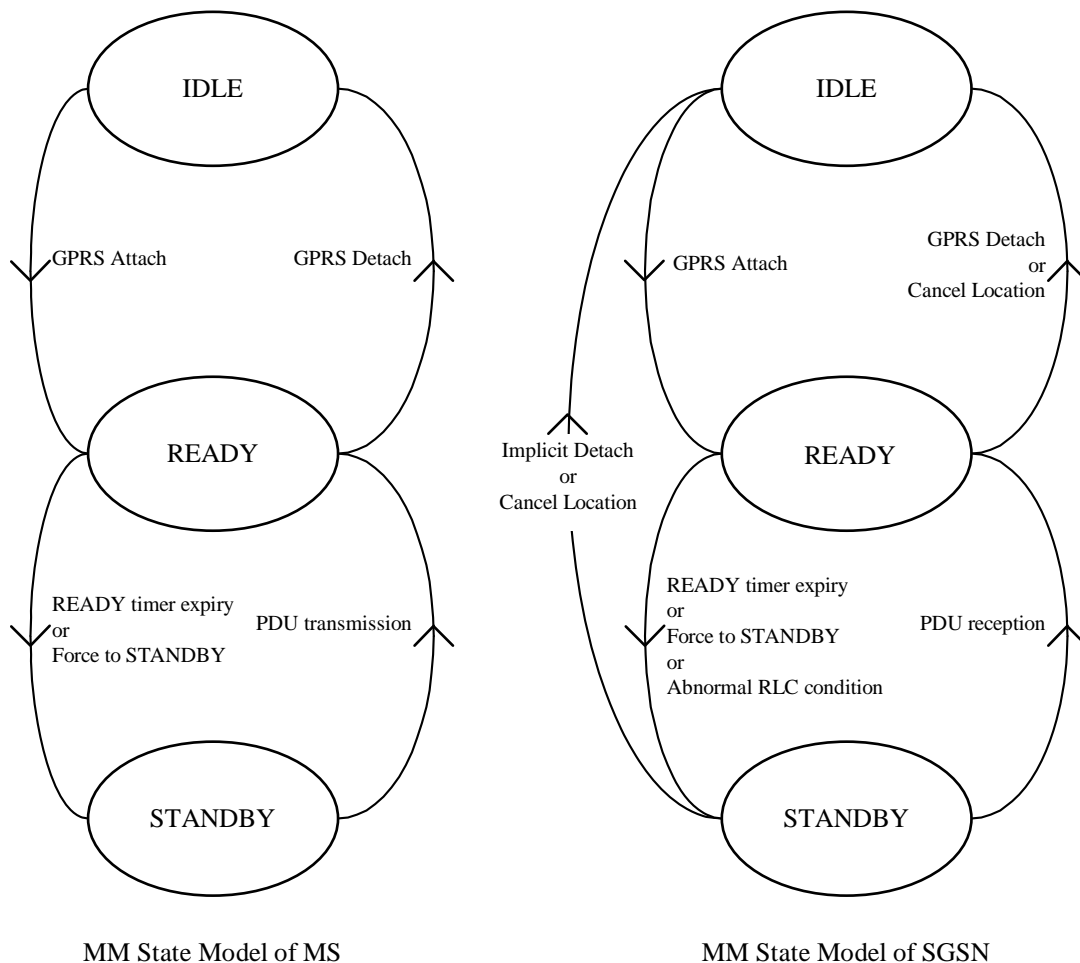 IDLE
GPRS Attach
GPRS Detach
READY
READY timer expiry
or
Force to STANDBY
PDU transmission
STANDBY
MM State Model of MS
IDLE
GPRS Attach
GPRS Detach
or
Cancel Location
Implicit Detach
or
Cancel Location
READY
READY timer expiry
or
Force to STANDBY
or
Abnormal RLC condition
PDU reception
STANDBY
MM State Model of SGSN